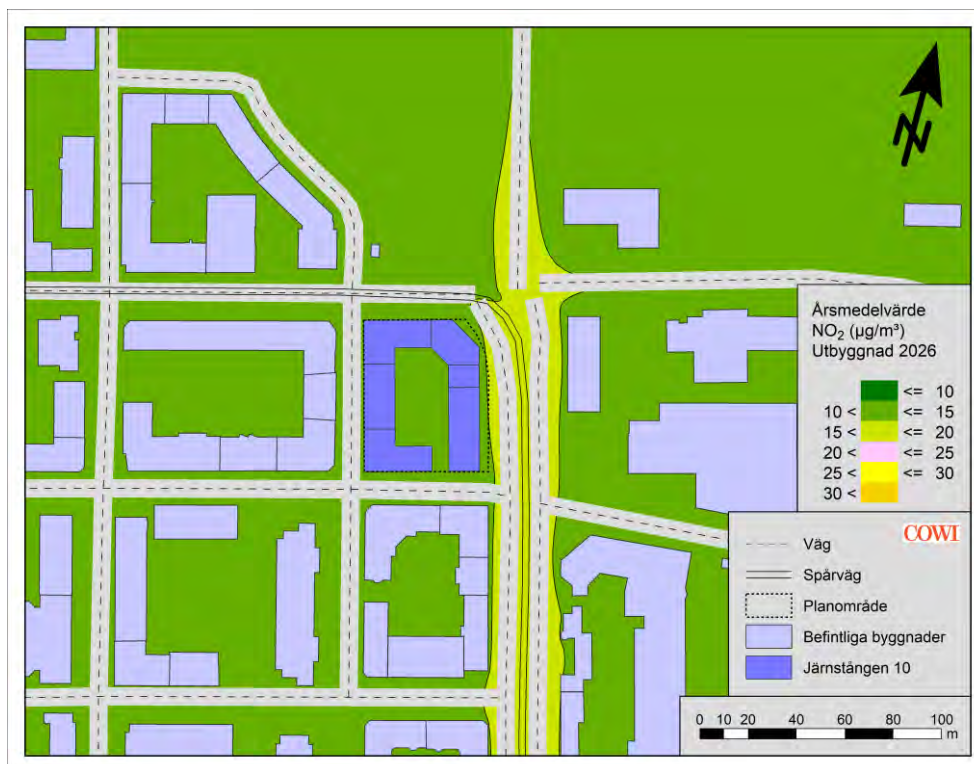 N
Årsmedelvärde
NO₂ (µg/m³)
Utbyggnad 2026
<= 10
10 < <= 15
15 < <= 20
20 < <= 25
25 < <= 30
30 <
COWI
Väg
Spårväg
Planområde
Befintliga byggnader
Järnstången 10
0 10 20 40 60 80 100
m